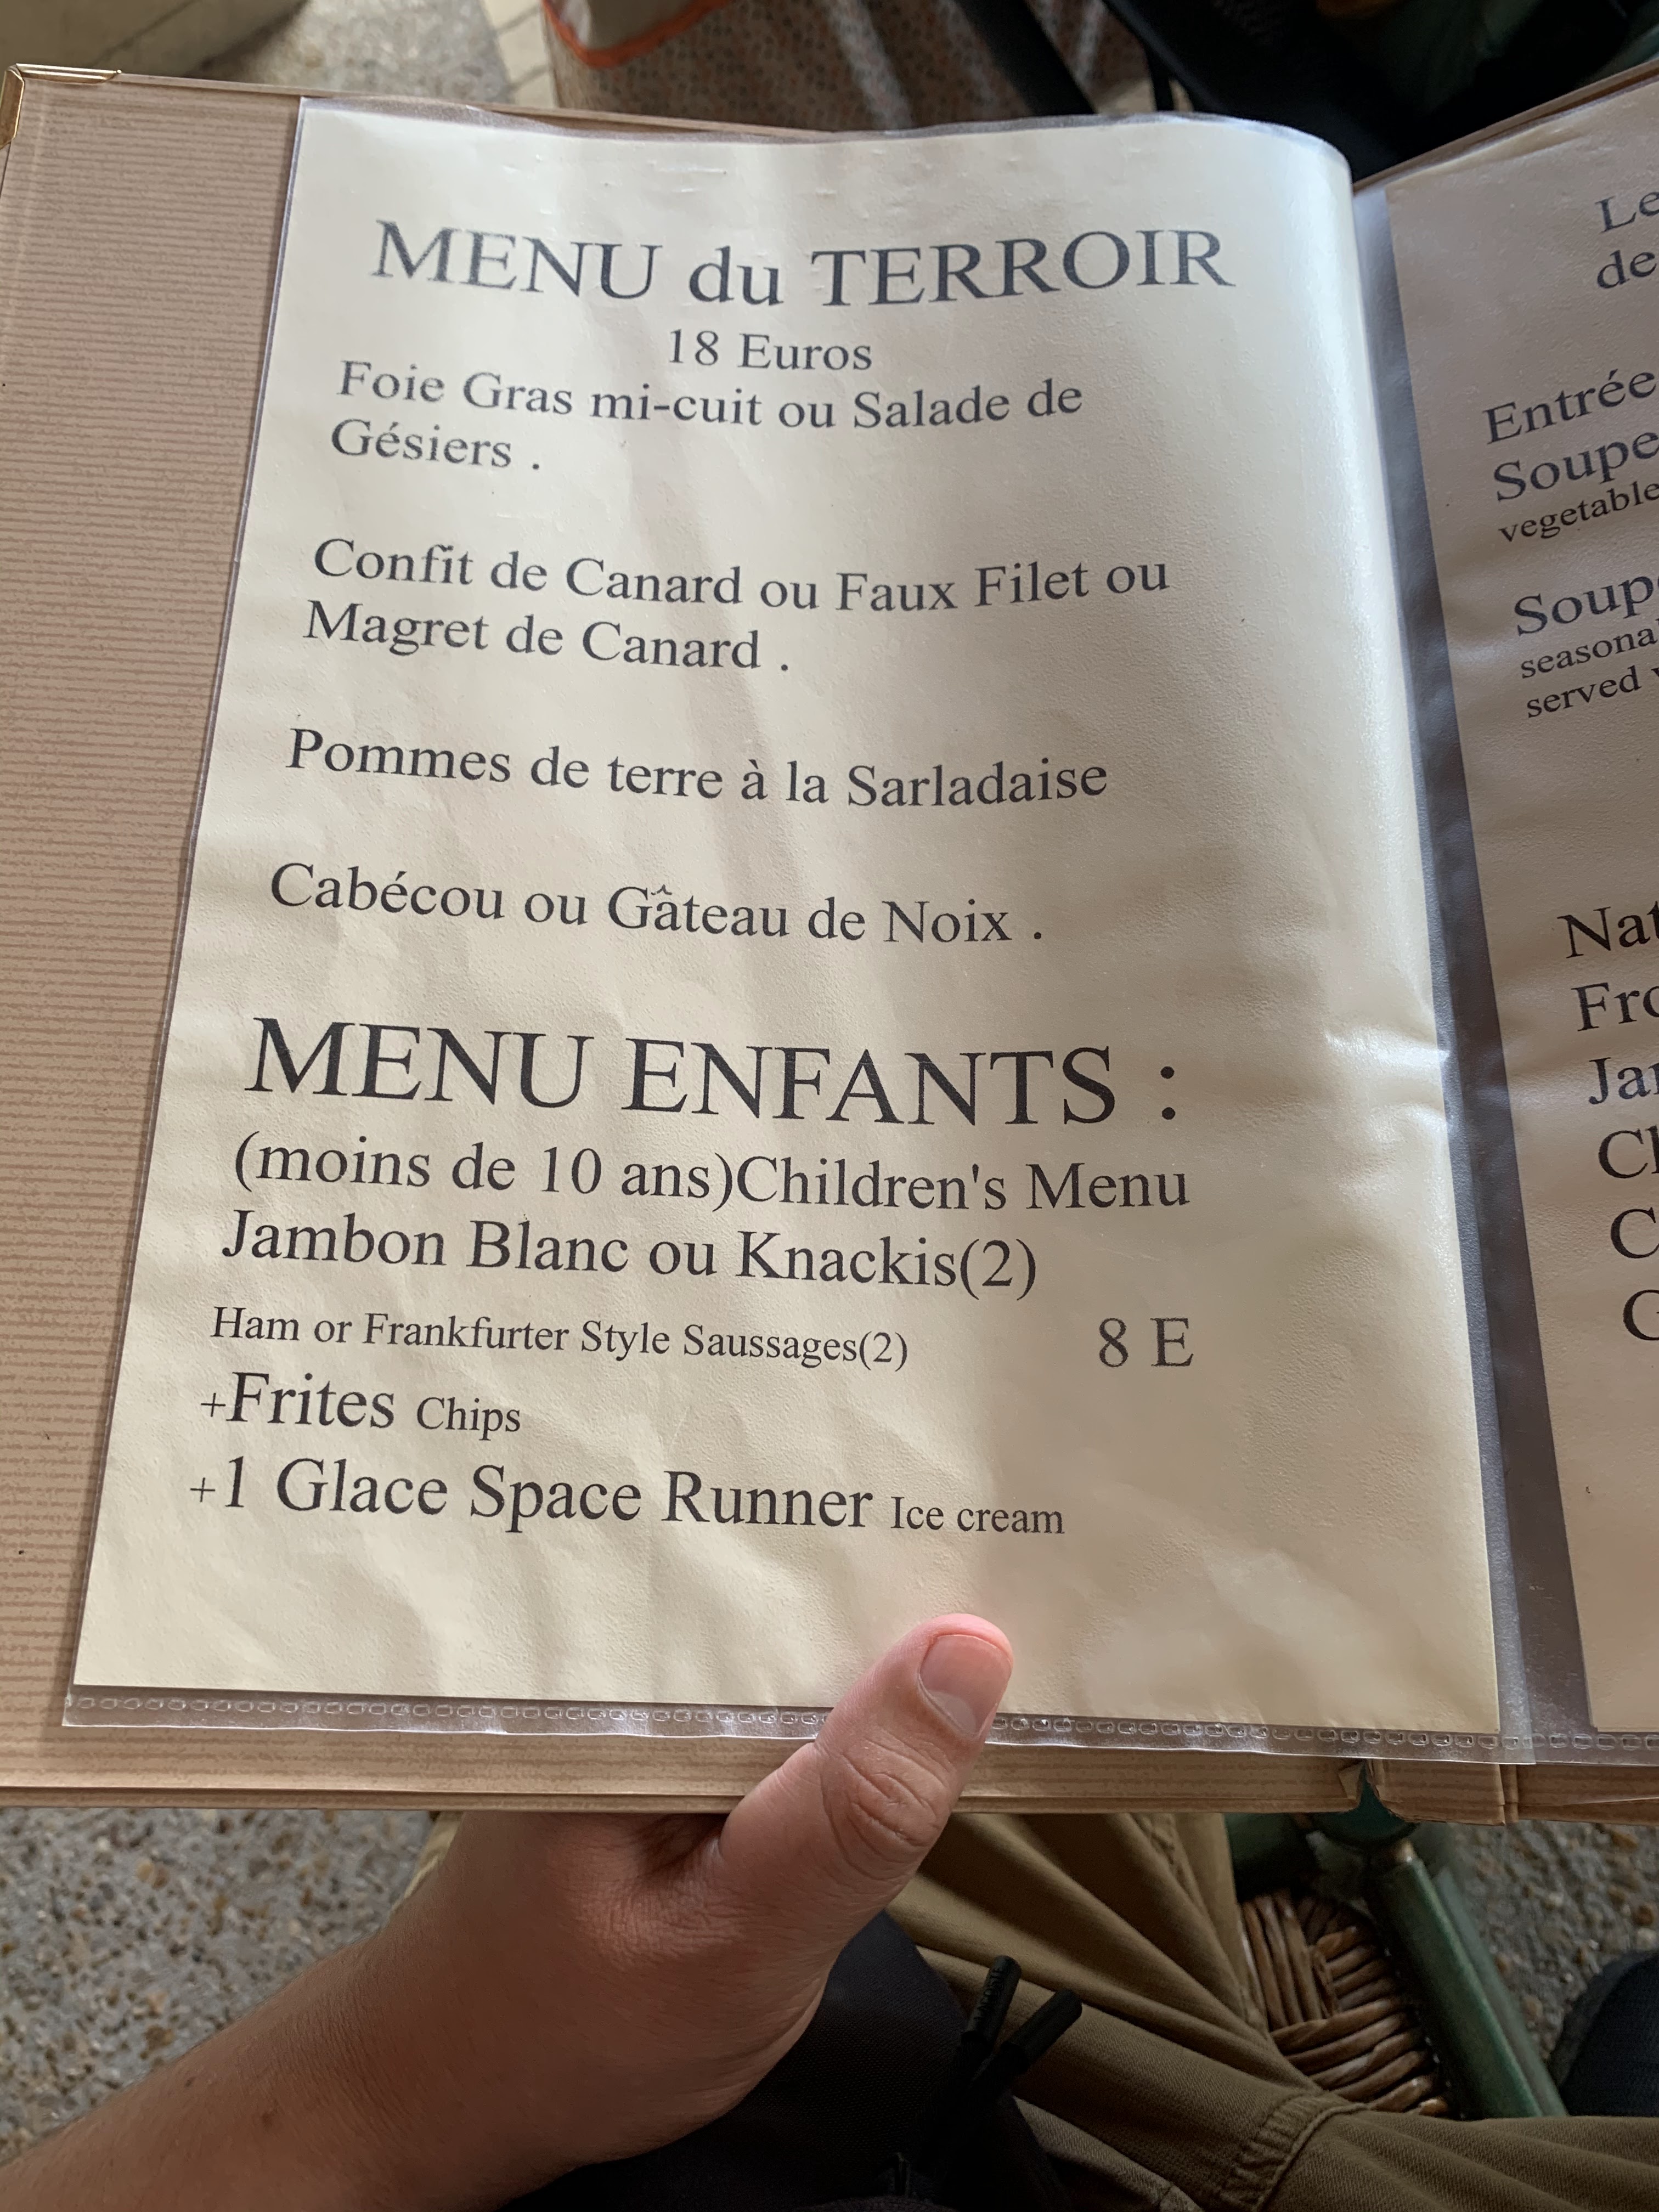 MENU du TERROIR
18 Euros
Foie Gras mi-cuit ou Salade de
Gésiers .
Confit de Canard ou Faux Filet ou
Magret de Canard .
Pommes de terre à la Sarladaise
Cabécou ou Gâteau de Noix .
MENU ENFANTS :
(moins de 10 ans)Children's Menu
Jambon Blanc ou Knackis(2)
Ham or Frankfurter Style Saussages(2) 8 E
+Frites Chips
+1 Glace Space Runner Ice cream
Le
de
Entrée
Soupe
vegetable
Soup
seasonal
served